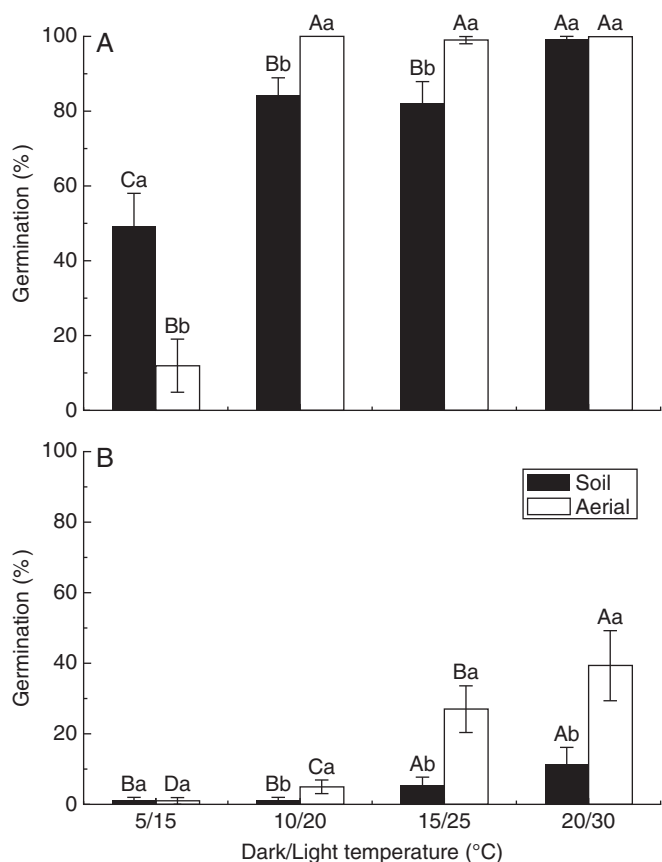 A
Germination (%)
100
80
60
40
20
0
Ca
Bb
Bb
Aa
Bb
Aa
Aa
Aa
B
Germination (%)
100
80
60
40
20
0
Soil
Aerial
Ba
Da
Bb
Ca
Ab
Ba
Ab
Aa
5/15
10/20
15/25
20/30
Dark/Light temperature (°C)